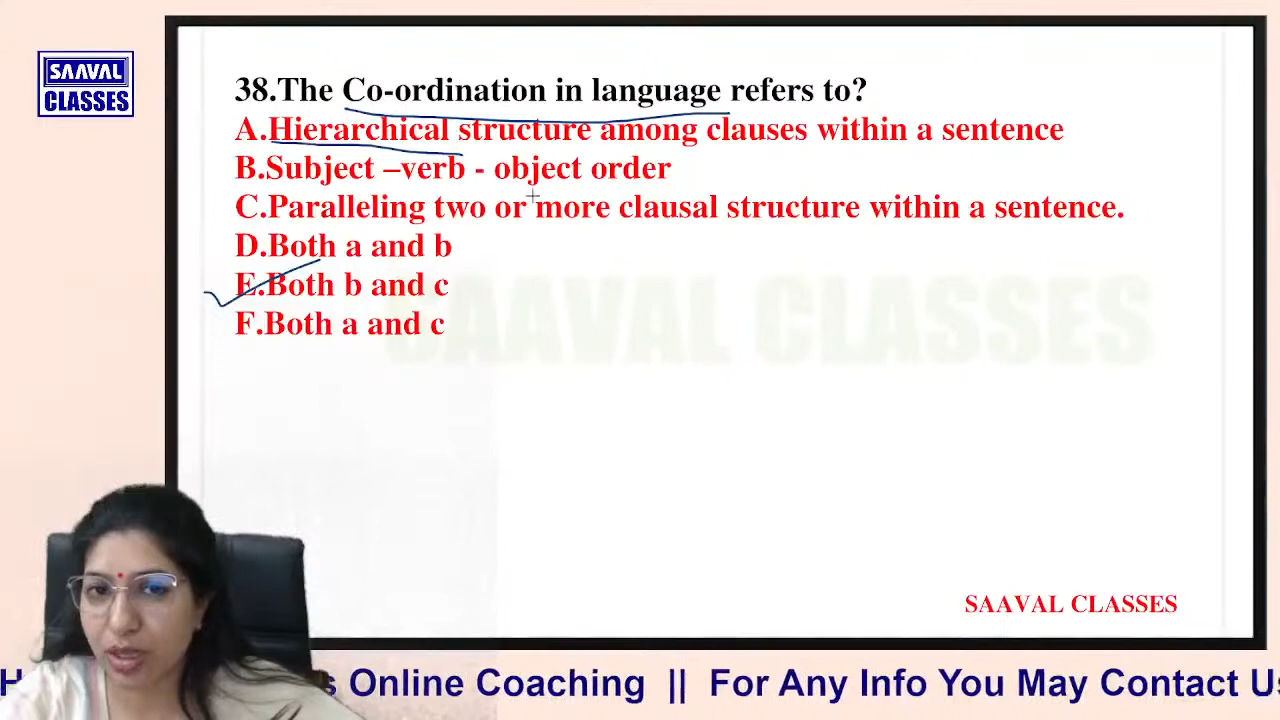 SAAVAL
CLASSES
38.The Co-ordination in language refers to?
A.Hierarchical structure among clauses within a sentence
B.Subject –verb - object order
C.Paralleling two or more clausal structure within a sentence.
D.Both a and b
E.Both b and c
F.Both a and c
SAAVAL CLASSES
SAAVAL CLASSES
Online Coaching || For Any Info You May Contact